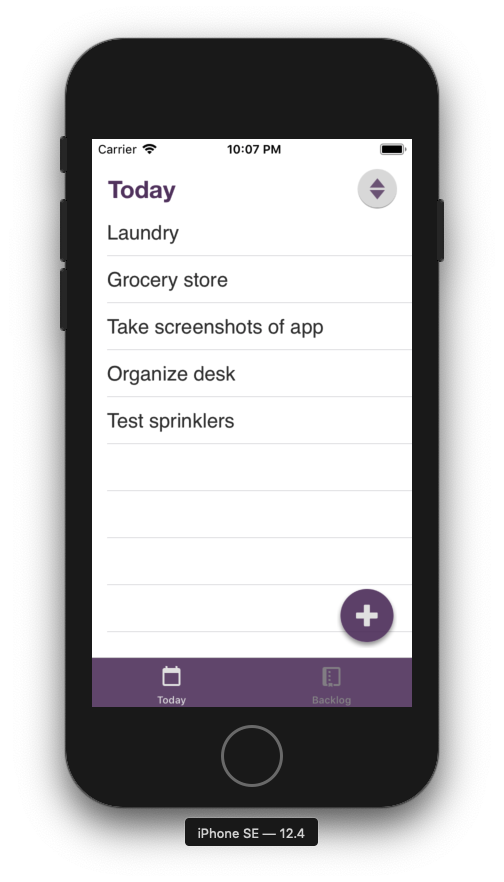 Carrier 10:07 PM
Today
Laundry
Grocery store
Take screenshots of app
Organize desk
Test sprinklers
Today Backlog
iPhone SE — 12.4